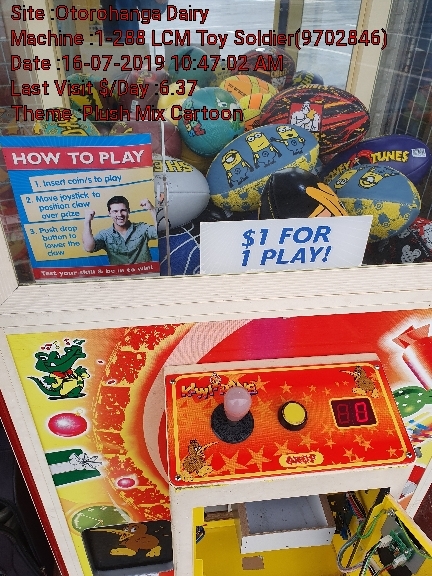 Site :Otorohanga Dairy
Machine :1-288 LCM Toy Soldier(9702846)
Date :16-07-2019 10:47:02 AM
Last Visit $/Day :6.37
Theme :Plush Mix Cartoon
HOW TO PLAY
1. Insert coin/s to play
2. Move joystick to
position claw
over prize
3. Push drop
button to
lower the
claw
Test your skill & be in to win!
$1 FOR
1 PLAY!
TUNES